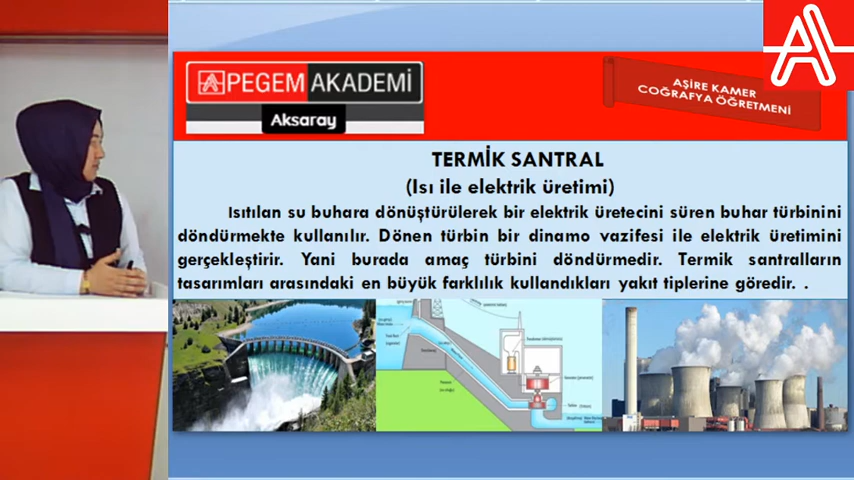 PEGEM AKADEMİ
Aksaray
AŞİRE KAMER
COĞRAFYA ÖĞRETMENİ
TERMİK SANTRAL
(Isı ile elektrik üretimi)
Isıtılan su buhara dönüştürülerek bir elektrik üretecini süren buhar türbinini
döndürmekte kullanılır. Dönen türbin bir dinamo vazifesi ile elektrik üretimini
gerçekleştirir. Yani burada amaç türbini döndürmedir. Termik santralların
tasarımları arasındaki en büyük farklılık kullandıkları yakıt tiplerine göredir. .